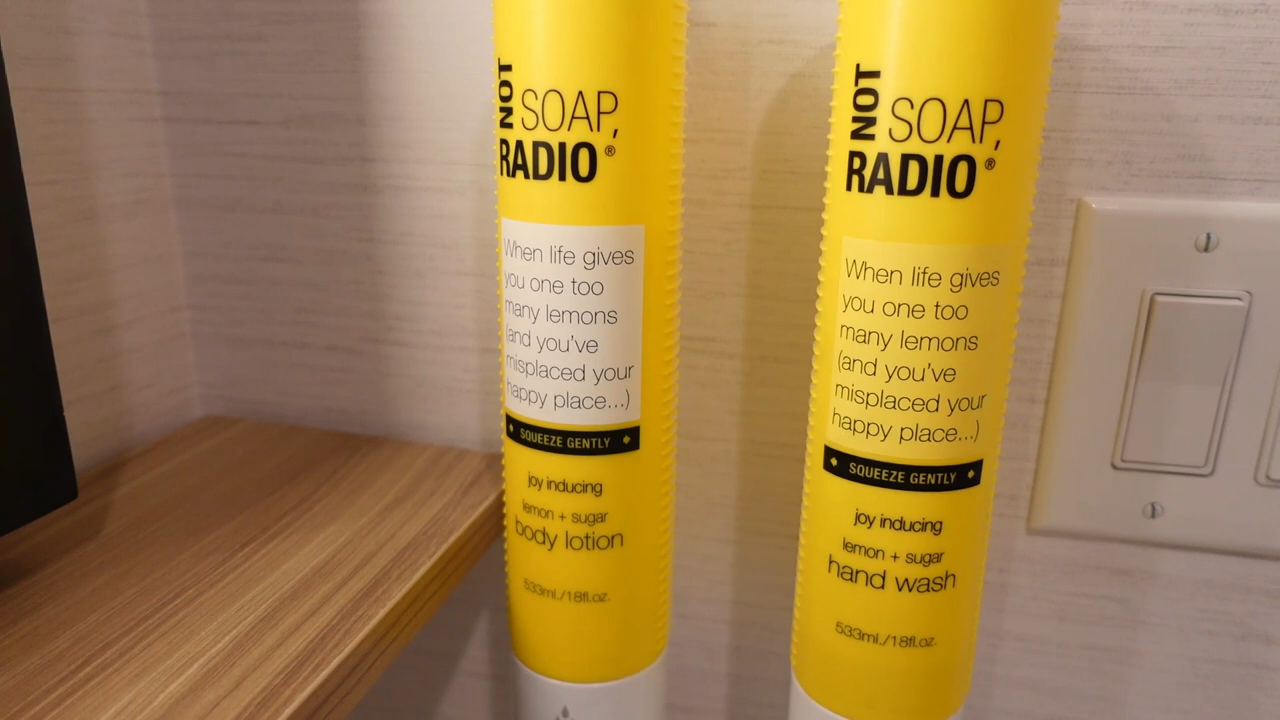 NOT
SOAP,
RADIO®
When life gives
you one too
many lemons
(and you've
misplaced your
happy place...)
SQUEEZE GENTLY
joy inducing
lemon + sugar
body lotion
533ml./18fl.oz.
NOT
SOAP,
RADIO®
When life gives
you one too
many lemons
(and you've
misplaced your
happy place...)
SQUEEZE GENTLY
joy inducing
lemon + sugar
hand wash
533ml./18fl.oz.